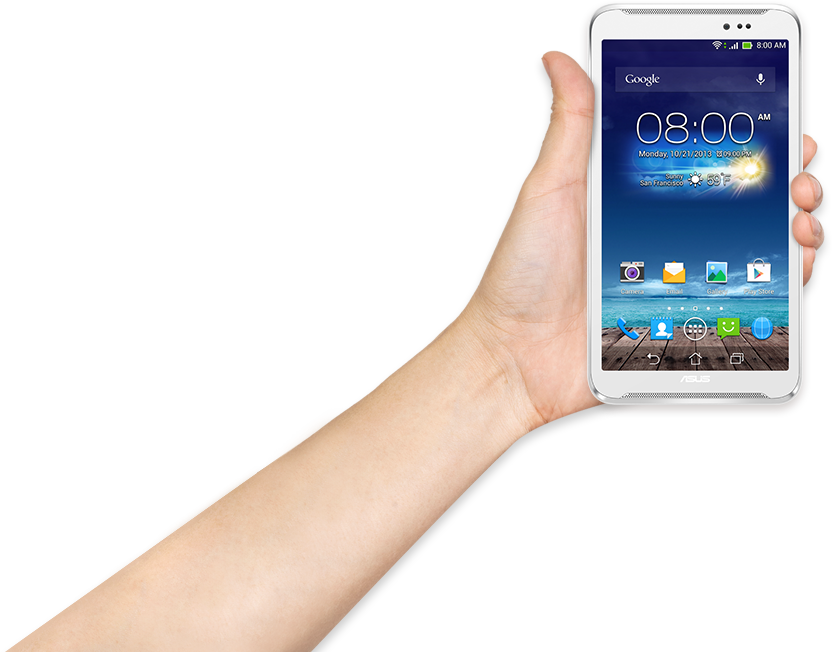 8:00 AM
Google
08:00 AM
Monday, 10/21/2013 09:00 PM
Sunny
San Francisco 59°F
Camera Email Gallery Play Store
ASUS